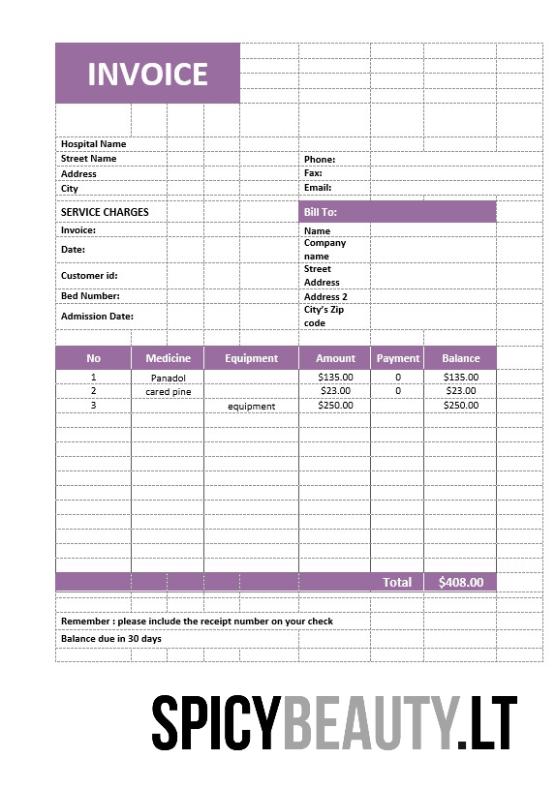 INVOICE
Hospital Name
Street Name Phone:
Address Fax:
City Email:
SERVICE CHARGES Bill To:
Invoice: Name
Date: Company name
Customer id: Street Address
Bed Number: Address 2
Admission Date: City's Zip code
No Medicine Equipment Amount Payment Balance
1 Panadol $135.00 0 $135.00
2 cared pine $23.00 0 $23.00
3 equipment $250.00 $250.00
Total $408.00
Remember : please include the receipt number on your check
Balance due in 30 days
SPICYBEAUTY.LT